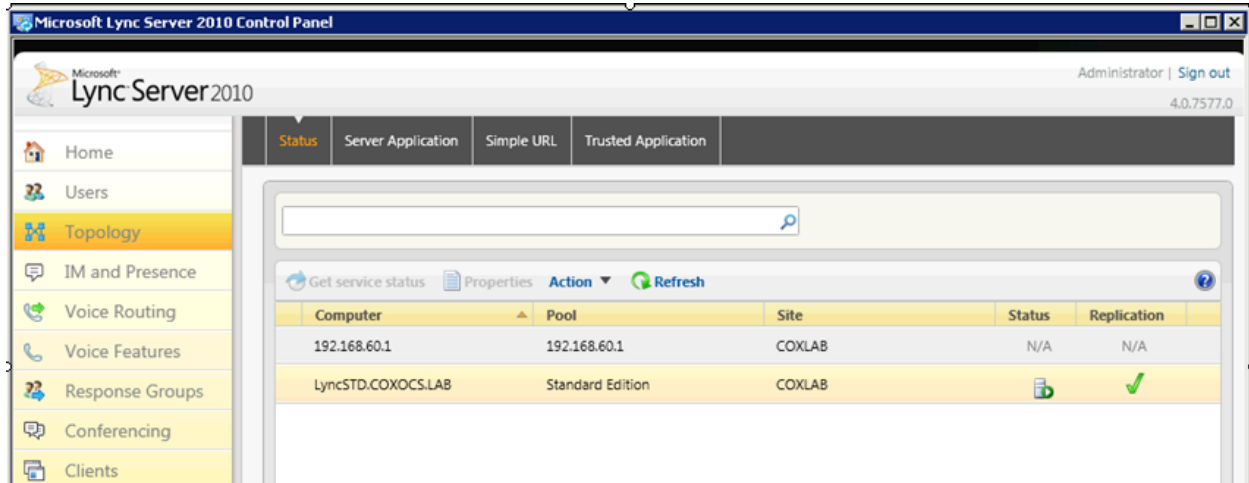 Microsoft Lync Server 2010 Control Panel
Microsoft®
Lync Server 2010
Administrator | Sign out
4.0.7577.0
Home
Users
Topology
IM and Presence
Voice Routing
Voice Features
Response Groups
Conferencing
Clients
Status Server Application Simple URL Trusted Application
Get service status Properties Action Refresh
Computer Pool Site Status Replication
192.168.60.1 192.168.60.1 COXLAB N/A N/A
LyncSTD.COXOCS.LAB Standard Edition COXLAB